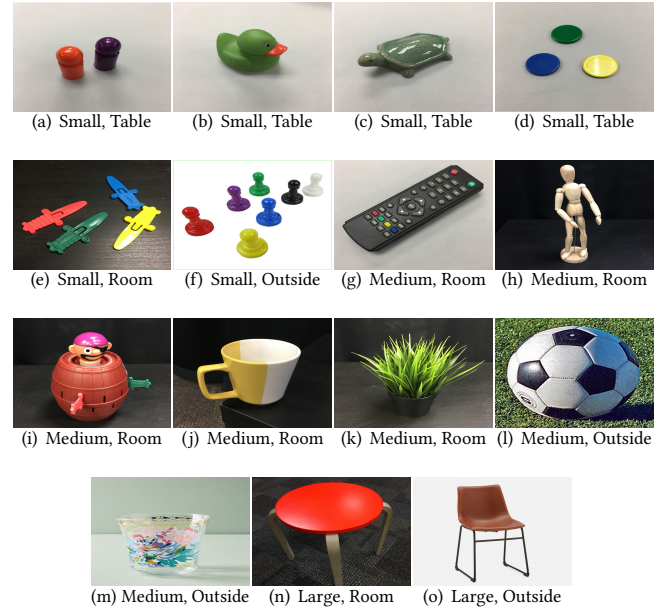 (a) Small, Table
(b) Small, Table
(c) Small, Table
(d) Small, Table
(e) Small, Room
(f) Small, Outside
(g) Medium, Room
(h) Medium, Room
(i) Medium, Room
(j) Medium, Room
(k) Medium, Room
(l) Medium, Outside
(m) Medium, Outside
(n) Large, Room
(o) Large, Outside